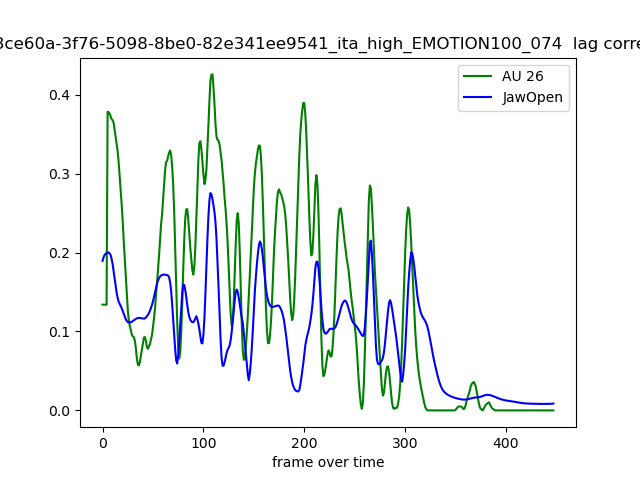 3ce60a-3f76-5098-8be0-82e341ee9541_ita_high_EMOTION100_074 lag corre
AU 26
JawOpen
0.4
0.3
0.2
0.1
0.0
0 100 200 300 400
frame over time